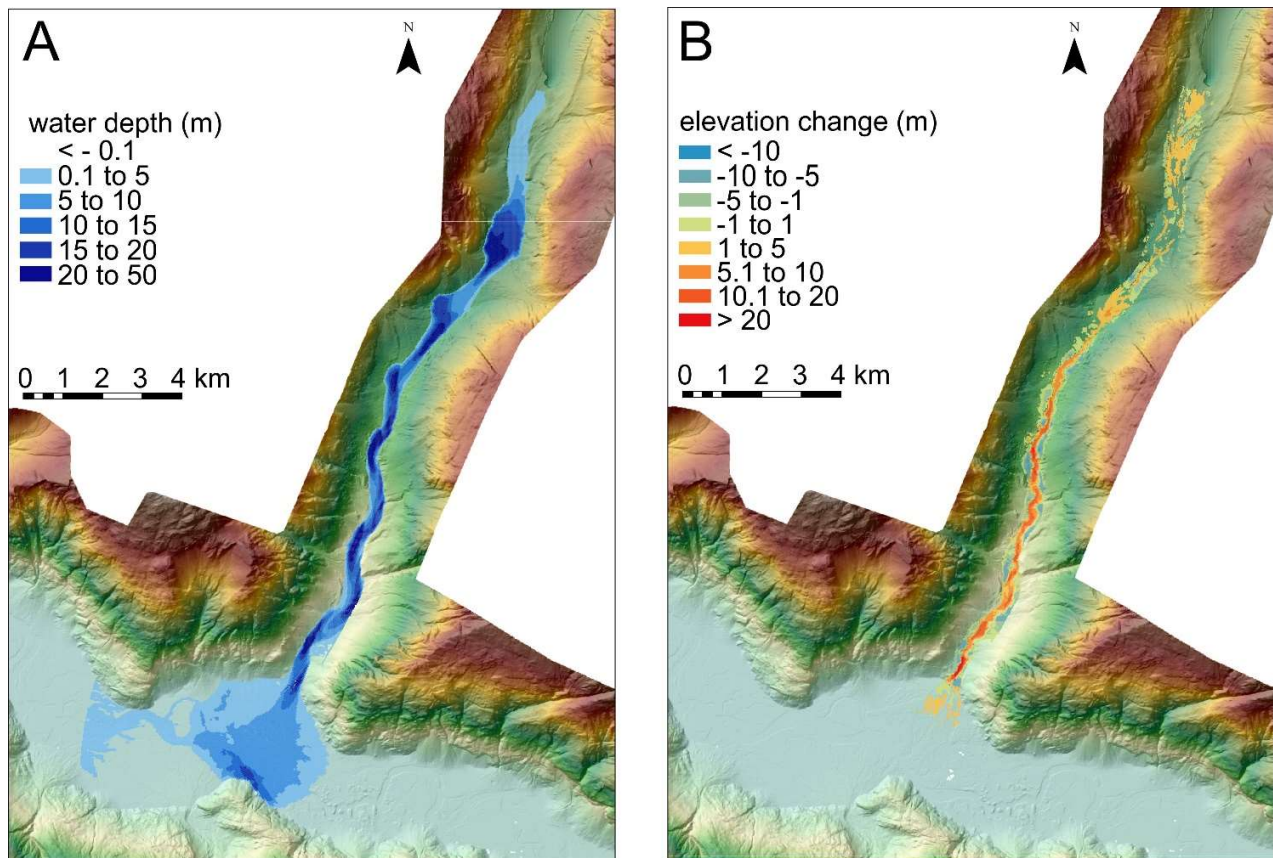 A
N
water depth (m)
< - 0.1
0.1 to 5
5 to 10
10 to 15
15 to 20
20 to 50
0 1 2 3 4 km
B
N
elevation change (m)
< -10
-10 to -5
-5 to -1
-1 to 1
1 to 5
5.1 to 10
10.1 to 20
> 20
0 1 2 3 4 km